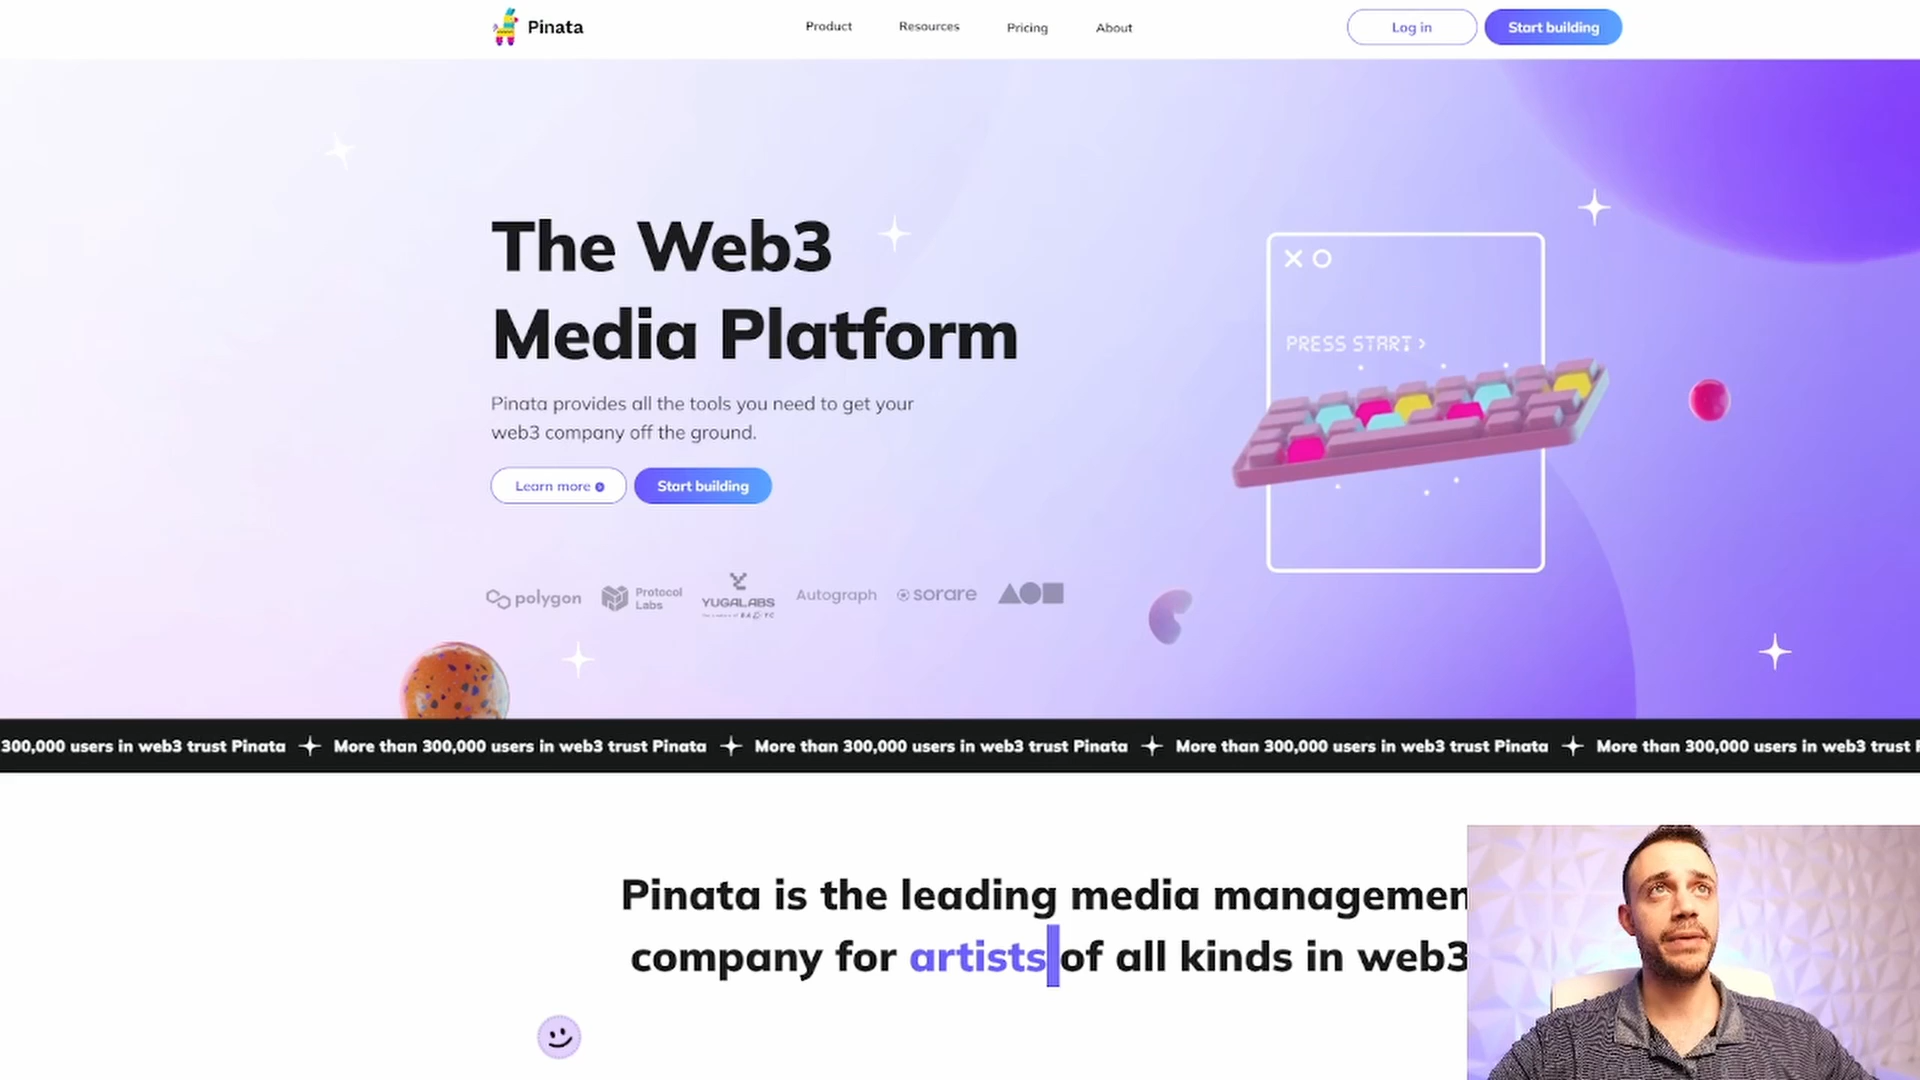 Pinata
Product
Resources
Pricing
About
Log in
Start building
The Web3
Media Platform
Pinata provides all the tools you need to get your
web3 company off the ground.
Learn more
Start building
XO
PRESS START >
polygon
Protocol
Labs
YUGALABS
Autograph
sorare
300,000 users in web3 trust Pinata
More than 300,000 users in web3 trust Pinata
More than 300,000 users in web3 trust Pinata
More than 300,000 users in web3 trust Pinata
More than 300,000 users in web3 trust
Pinata is the leading media managemen
company for artists of all kinds in web3